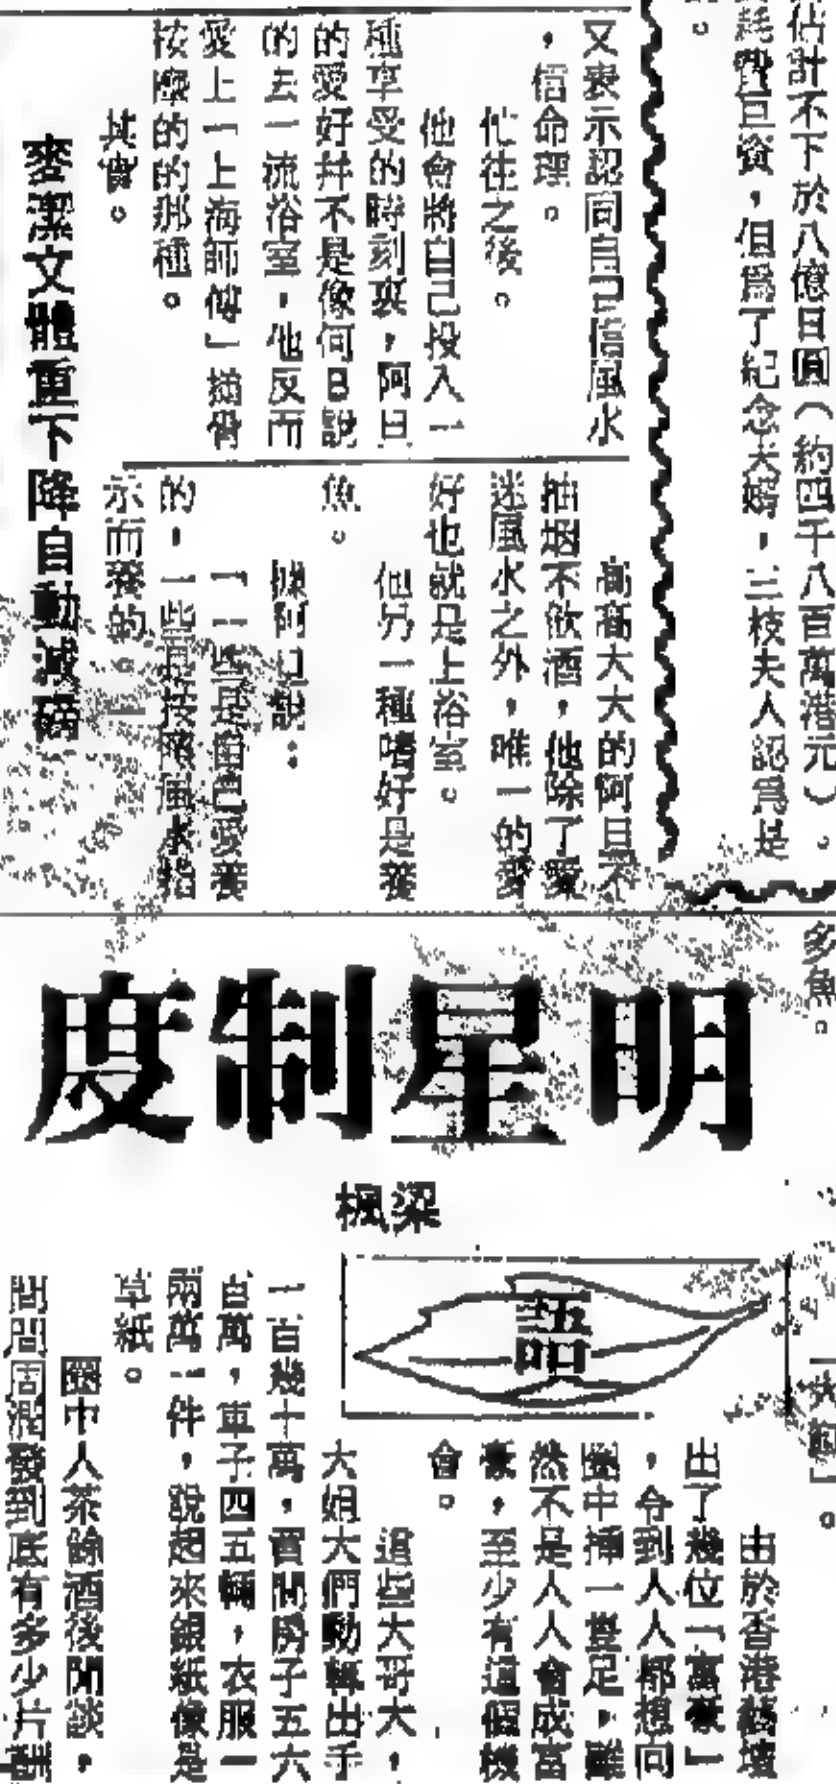 估計不下於八億日圓（約四千八百萬港元）。
耗費巨資，但爲了紀念夫婿，三枝夫人認爲是
又表示認同自己信風水
，信命理。
忙往之後。
他會將自己投入一
種享受的時刻裏，阿旦
的愛好并不是像何B說
的去一流浴室，他反而
愛上一上海師傅」
按摩的的那種。
其實。
高高大大的阿旦不
抽烟不飲酒，他除了愛
迷風水之外，唯一的愛
好也就是上浴室。
他另一種嗜好是養
魚。
據阿旦說：
「一些是自己愛養
的，一些是按照風水
示而養的。」
麥潔文體重下降自動減磅
多魚。
明星制度
梁楓
藝
唱
由於香港藝壇
出了幾位「萬豪」
，令到人人都想向
圈中插一隻足，雖
然不是人人會成富
豪，至少有這個機
會。
這些大哥大，
大姐大們動輒出手
一百幾十萬，買間房子五六
百萬，車子四五輛，衣服一
兩萬一件，說起來銀紙像是
草紙。
圈中人茶餘酒後閒談，
問問周潤發到底有多少片酬